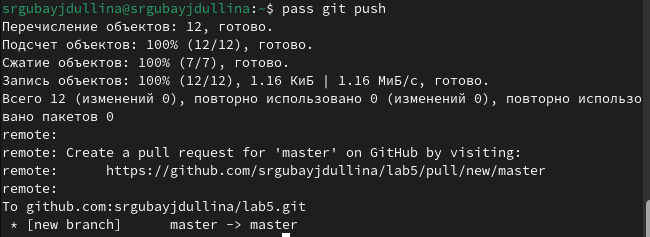 srgubayjdullina@srgubayjdullina:~$ pass git push
Перечисление объектов: 12, готово.
Подсчет объектов: 100% (12/12), готово.
Сжатие объектов: 100% (7/7), готово.
Запись объектов: 100% (12/12), 1.16 КиБ | 1.16 МиБ/с, готово.
Всего 12 (изменений 0), повторно использовано 0 (изменений 0), повторно использо
вано пакетов 0
remote:
remote: Create a pull request for 'master' on GitHub by visiting:
remote:      https://github.com/srgubayjdullina/lab5/pull/new/master
remote:
To github.com:srgubayjdullina/lab5.git
 * [new branch]      master -> master